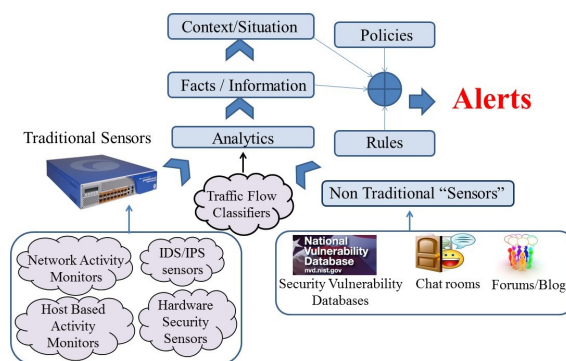 Context/Situation
Policies
Facts / Information
Alerts
Traditional Sensors
Analytics
Rules
Traffic Flow
Classifiers
Non Traditional “Sensors”
Network Activity
Monitors
IDS/IPS
sensors
Host Based
Activity
Monitors
Hardware
Security
Sensors
National
Vulnerability
Database
nvd.nist.gov
Security Vulnerability
Databases
Chat rooms
Forums/Blog